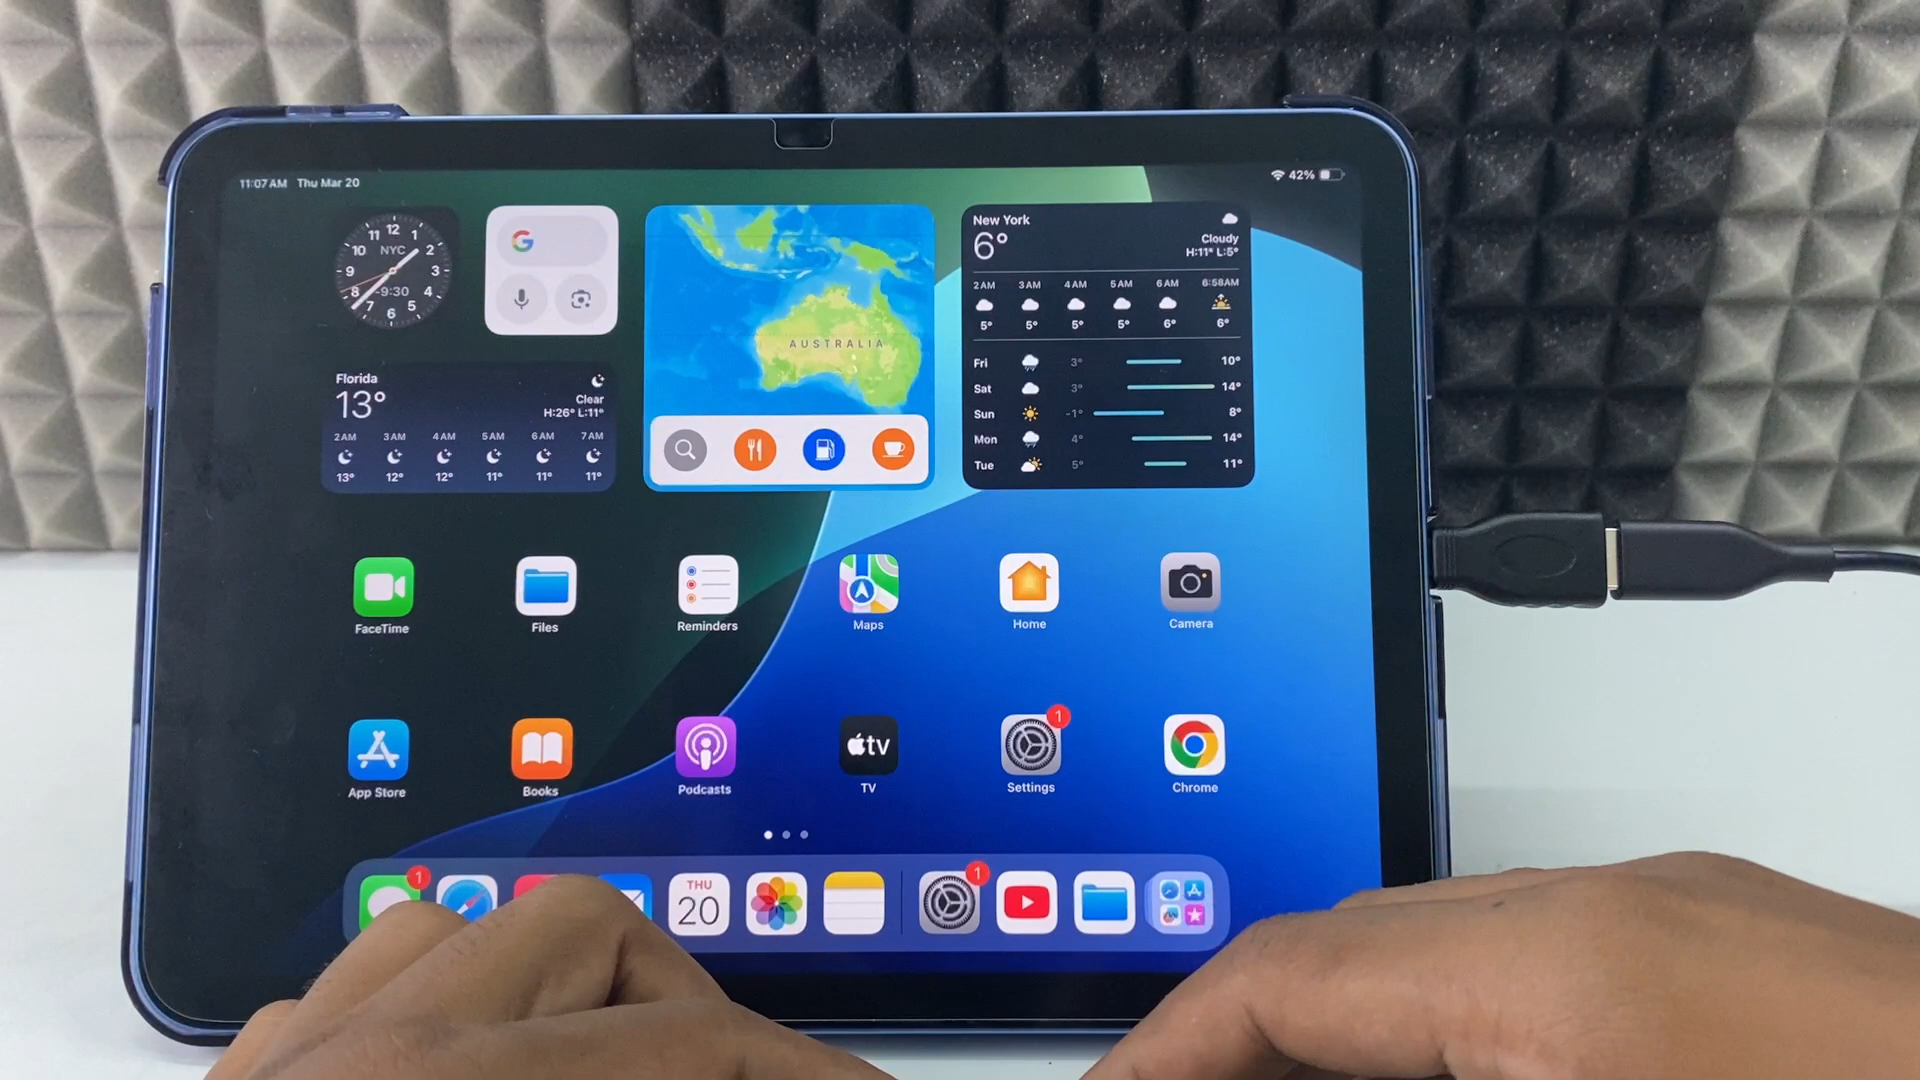 11:07 AM Thu Mar 20
42%
12
11 1
10 NYC 2
9 3
8 -9:30 4
7 5
6
G
AUSTRALIA
New York
6°
Cloudy
H:11° L:5°
2AM 3AM 4AM 5AM 6AM 6:58AM
5° 5° 5° 5° 6° 6°
Fri 3° 10°
Sat 3° 14°
Sun -1° 8°
Mon 4° 14°
Tue 5° 11°
Florida
13°
Clear
H:26° L:11°
2AM 3AM 4AM 5AM 6AM 7AM
13° 12° 12° 11° 11° 11°
FaceTime Files Reminders Maps Home Camera
tv
1
App Store Books Podcasts TV Settings Chrome
1
THU
20
1